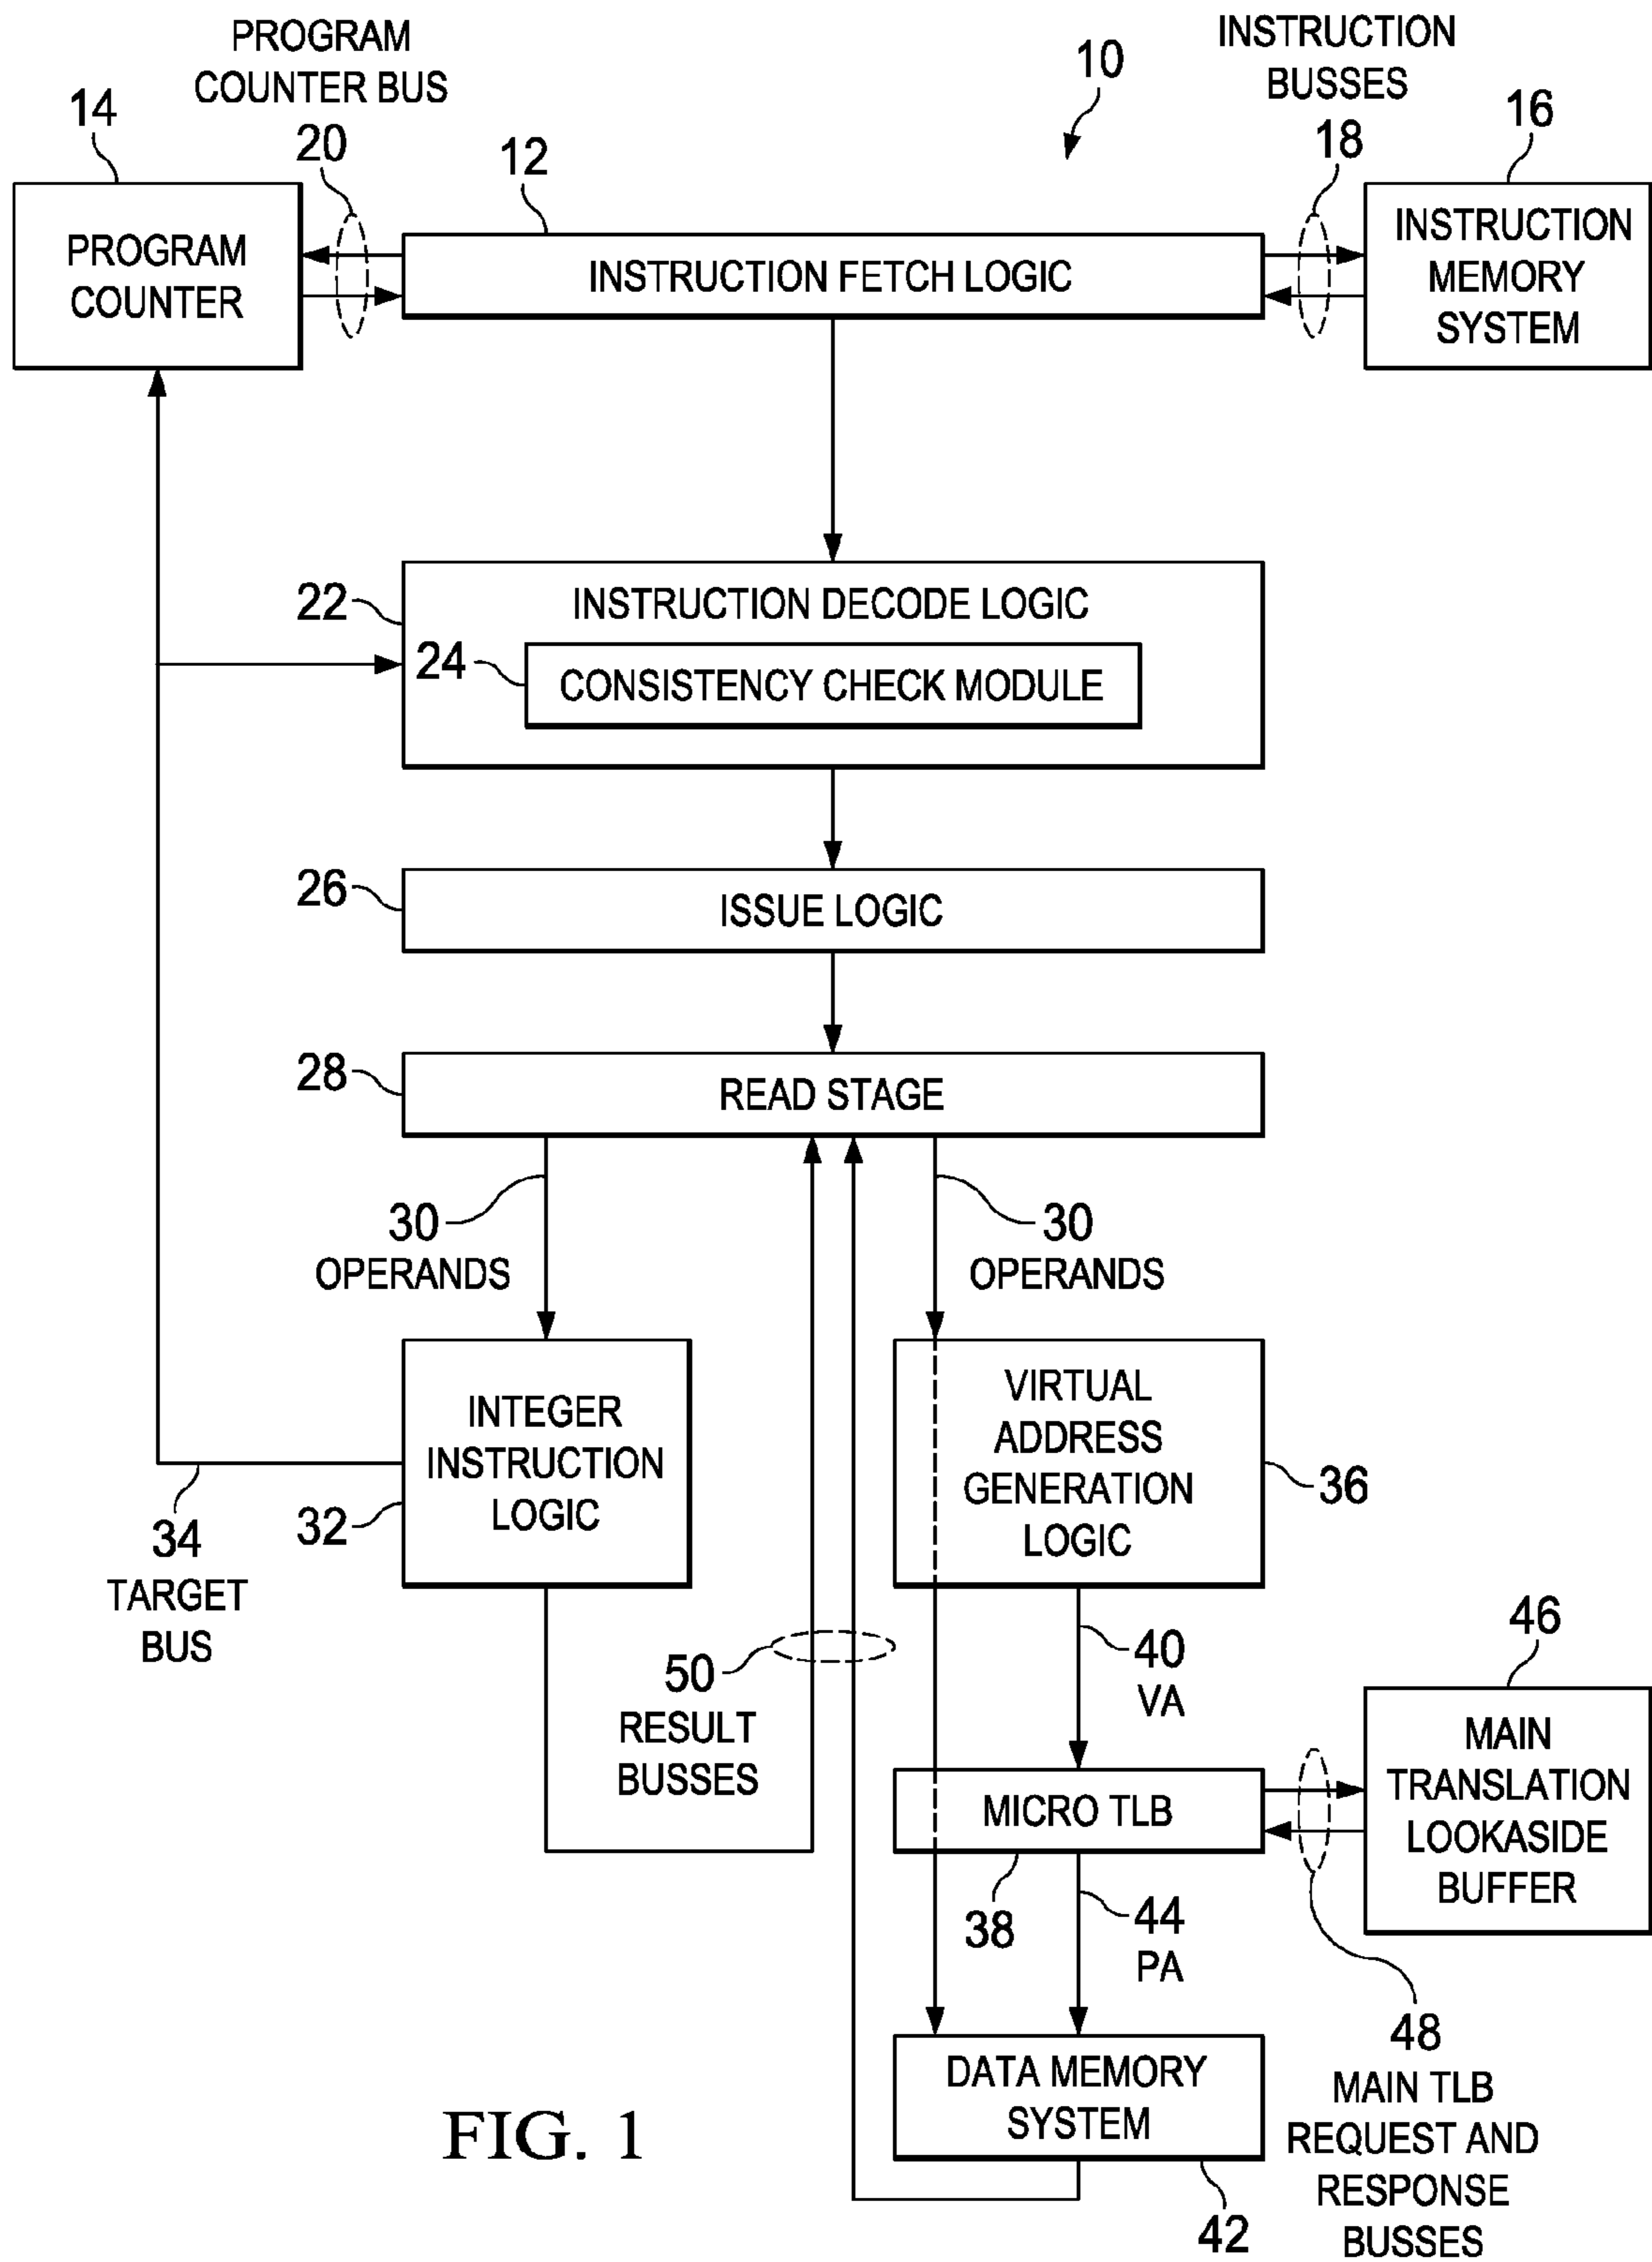 PROGRAM
COUNTER BUS
INSTRUCTION
BUSSES
10
14
20
12
18
16
PROGRAM
COUNTER
INSTRUCTION FETCH LOGIC
INSTRUCTION
MEMORY
SYSTEM
22
INSTRUCTION DECODE LOGIC
24
CONSISTENCY CHECK MODULE
26
ISSUE LOGIC
28
READ STAGE
30
OPERANDS
30
OPERANDS
INTEGER
INSTRUCTION
LOGIC
32
34
TARGET
BUS
VIRTUAL
ADDRESS
GENERATION
LOGIC
36
50
RESULT
BUSSES
40
VA
46
MAIN
TRANSLATION
LOOKASIDE
BUFFER
MICRO TLB
38
44
PA
48
MAIN TLB
REQUEST AND
RESPONSE
BUSSES
DATA MEMORY
SYSTEM
42
FIG. 1